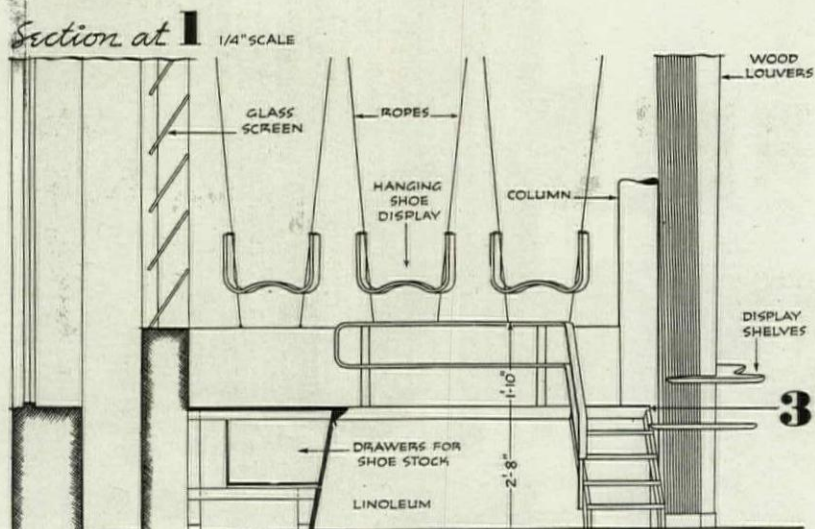 Section at 1 1/4" SCALE
WOOD
LOUVERS
GLASS
SCREEN
ROPES
HANGING
SHOE
DISPLAY
COLUMN
DISPLAY
SHELVES
1'-10"
3
DRAWERS FOR
SHOE STOCK
2'-8"
LINOLEUM